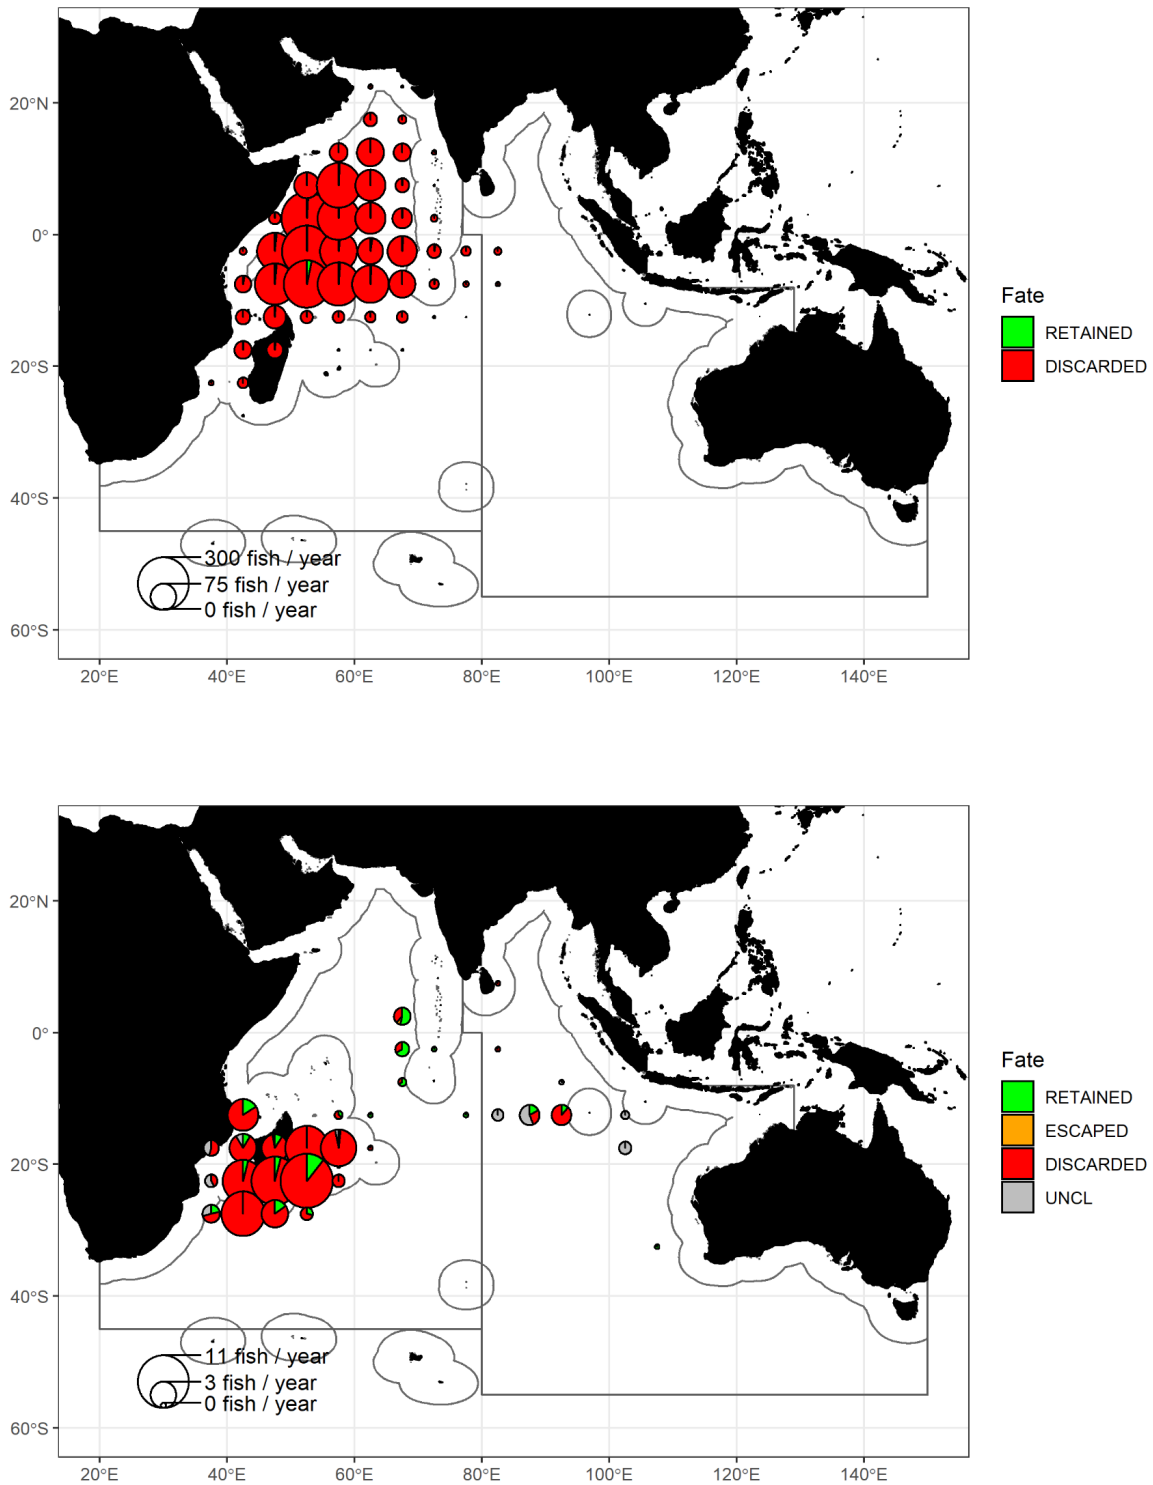 20°N
0°
20°S
40°S
60°S
300 fish / year
75 fish / year
0 fish / year
20°E 40°E 60°E 80°E 100°E 120°E 140°E
Fate
RETAINED
DISCARDED
20°N
0°
20°S
40°S
60°S
11 fish / year
3 fish / year
0 fish / year
20°E 40°E 60°E 80°E 100°E 120°E 140°E
Fate
RETAINED
ESCAPED
DISCARDED
UNCL